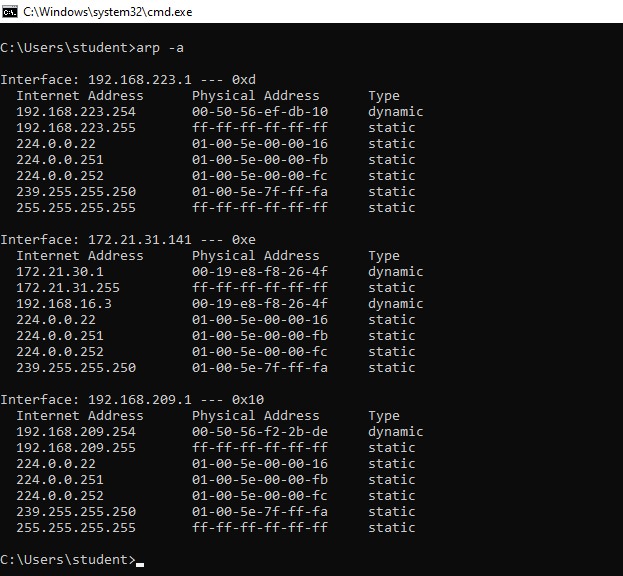 C:\Windows\system32\cmd.exe
C:\Users\student>arp -a
Interface: 192.168.223.1 --- 0xd
  Internet Address      Physical Address      Type
  192.168.223.254       00-50-56-ef-db-10     dynamic
  192.168.223.255       ff-ff-ff-ff-ff-ff     static
  224.0.0.22            01-00-5e-00-00-16     static
  224.0.0.251           01-00-5e-00-00-fb     static
  224.0.0.252           01-00-5e-00-00-fc     static
  239.255.255.250       01-00-5e-7f-ff-fa     static
  255.255.255.255       ff-ff-ff-ff-ff-ff     static
Interface: 172.21.31.141 --- 0xe
  Internet Address      Physical Address      Type
  172.21.30.1           00-19-e8-f8-26-4f     dynamic
  172.21.31.255         ff-ff-ff-ff-ff-ff     static
  192.168.16.3          00-19-e8-f8-26-4f     dynamic
  224.0.0.22            01-00-5e-00-00-16     static
  224.0.0.251           01-00-5e-00-00-fb     static
  224.0.0.252           01-00-5e-00-00-fc     static
  239.255.255.250       01-00-5e-7f-ff-fa     static
Interface: 192.168.209.1 --- 0x10
  Internet Address      Physical Address      Type
  192.168.209.254       00-50-56-f2-2b-de     dynamic
  192.168.209.255       ff-ff-ff-ff-ff-ff     static
  224.0.0.22            01-00-5e-00-00-16     static
  224.0.0.251           01-00-5e-00-00-fb     static
  224.0.0.252           01-00-5e-00-00-fc     static
  239.255.255.250       01-00-5e-7f-ff-fa     static
  255.255.255.255       ff-ff-ff-ff-ff-ff     static
C:\Users\student>